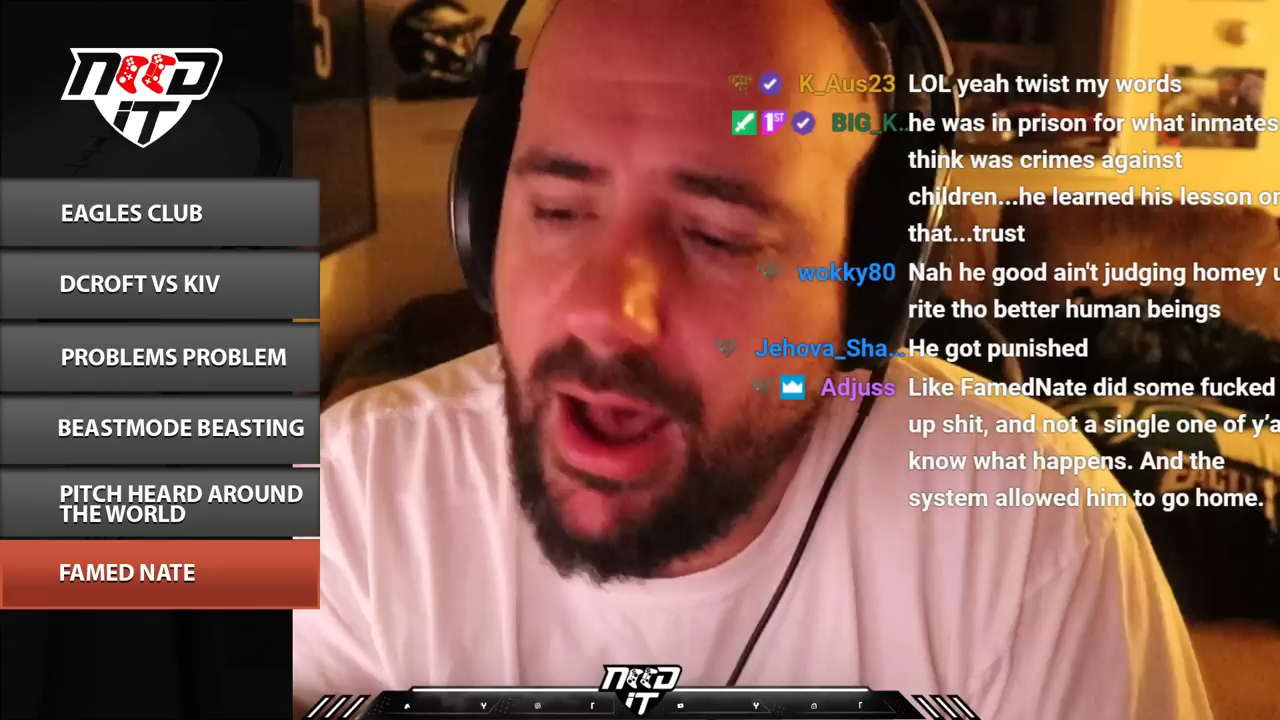 NEED IT
EAGLES CLUB
DCROFT VS KIV
PROBLEMS PROBLEM
BEASTMODE BEASTING
PITCH HEARD AROUND
THE WORLD
FAMED NATE
K_Aus23 LOL yeah twist my words
1ST BIG_K.. he was in prison for what inmates
think was crimes against
children...he learned his lesson on
that...trust
wokky80 Nah he good ain't judging homey u
rite tho better human beings
Jehova_Sha... He got punished
Adjuss Like FamedNate did some fucked
up shit, and not a single one of y'a
know what happens. And the
system allowed him to go home.
NEED IT